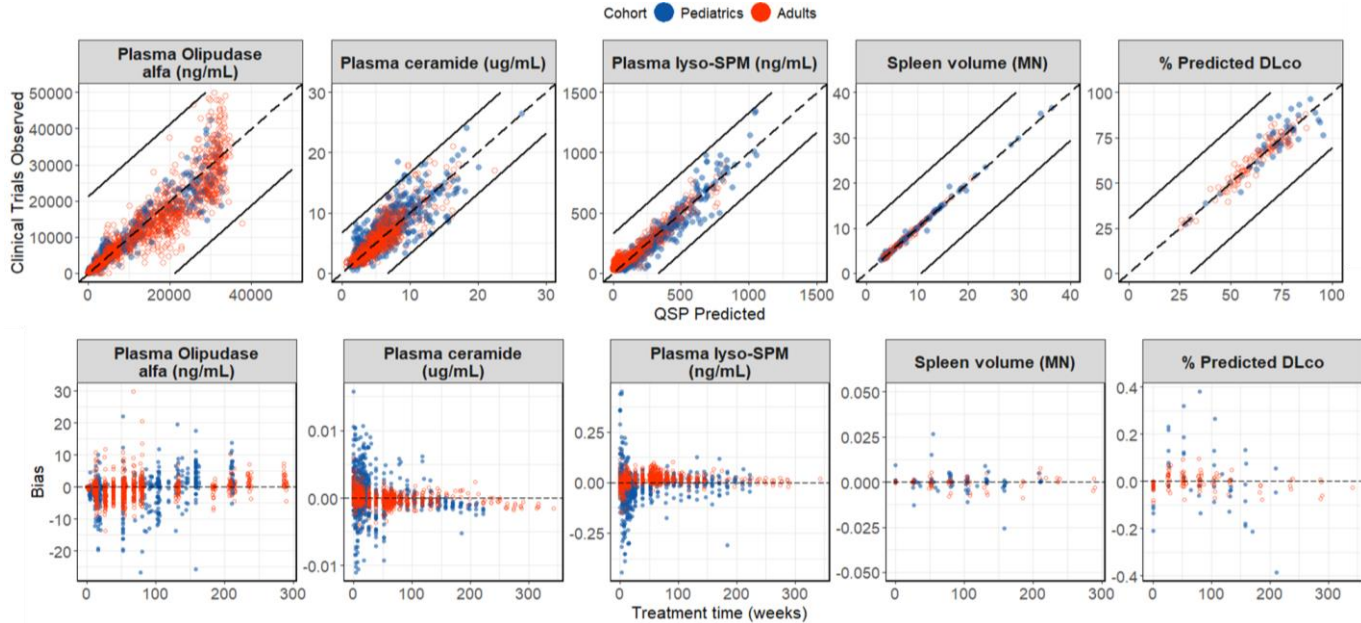 Cohort Pediatrics Adults
Plasma Olipudase
alfa (ng/mL)
Plasma ceramide (ug/mL)
Plasma lyso-SPM (ng/mL)
Spleen volume (MN)
% Predicted DLco
Clinical Trials Observed
50000
40000
30000
20000
10000
0
0 20000 40000
30
20
10
0
0 10 20 30
1500
1000
500
0
0 500 1000 1500
40
30
20
10
0
0 10 20 30 40
100
75
50
25
0
0 25 50 75 100
QSP Predicted
Plasma Olipudase
alfa (ng/mL)
Plasma ceramide
(ug/mL)
Plasma lyso-SPM
(ng/mL)
Spleen volume (MN)
% Predicted DLco
Bias
30
20
10
0
-10
-20
0 100 200 300
0.01
0.00
-0.01
0 100 200 300
0.25
0.00
-0.25
0 100 200 300
0.050
0.025
0.000
-0.025
-0.050
0 100 200 300
0.4
0.2
0.0
-0.2
-0.4
0 100 200 300
Treatment time (weeks)